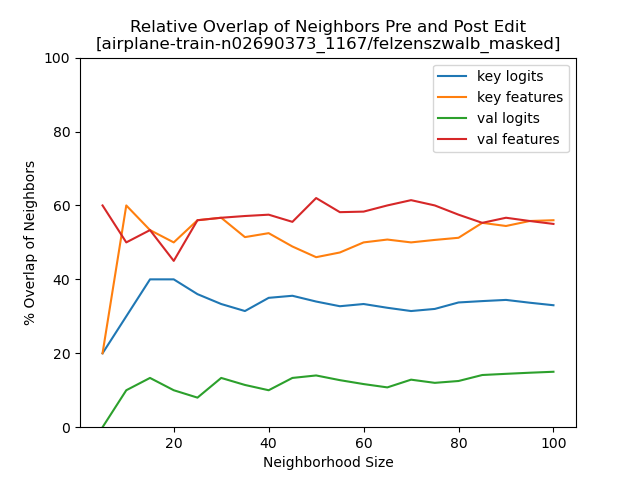 Relative Overlap of Neighbors Pre and Post Edit
[airplane-train-n02690373_1167/felzenszwalb_masked]
100
80
60
40
20
0
% Overlap of Neighbors
key logits
key features
val logits
val features
20 40 60 80 100
Neighborhood Size